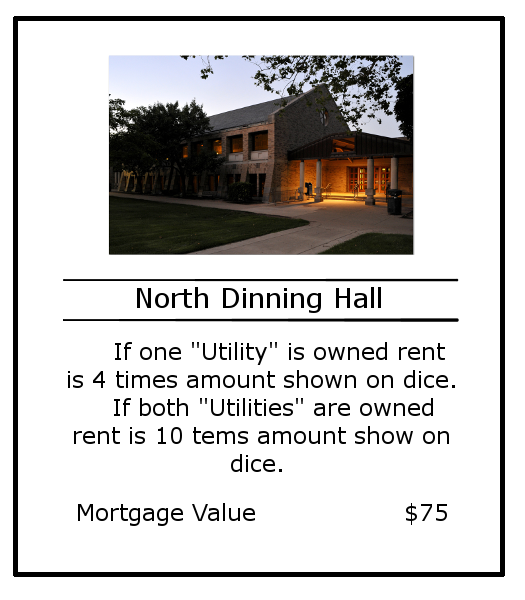 North Dinning Hall
If one "Utility" is owned rent
is 4 times amount shown on dice.
If both "Utilities" are owned
rent is 10 tems amount show on
dice.
Mortgage Value $75